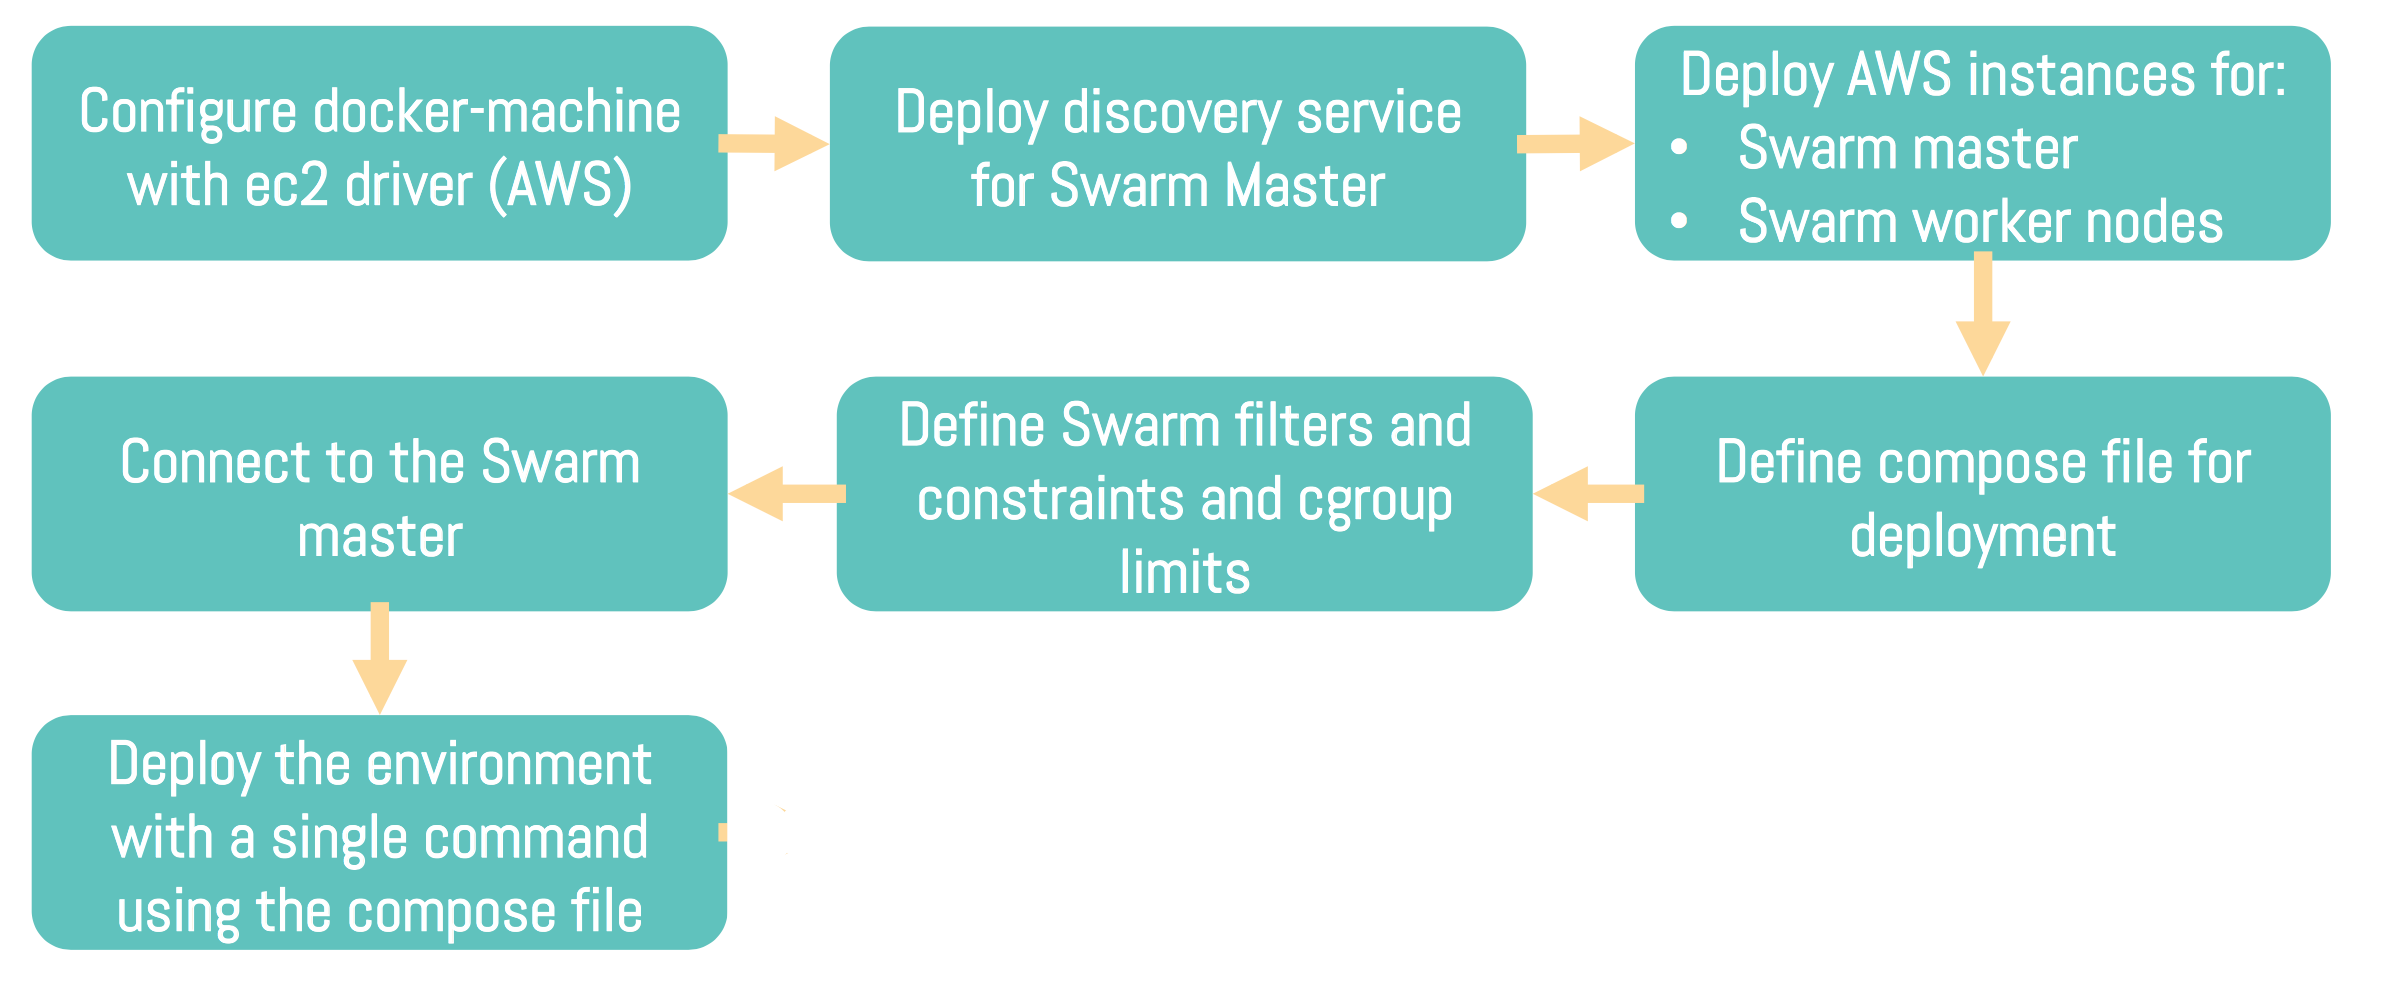 Configure docker-machine
with ec2 driver (AWS)
Deploy discovery service
for Swarm Master
Deploy AWS instances for:
• Swarm master
• Swarm worker nodes
Define compose file for
deployment
Define Swarm filters and
constraints and cgroup
limits
Connect to the Swarm
master
Deploy the environment
with a single command
using the compose file